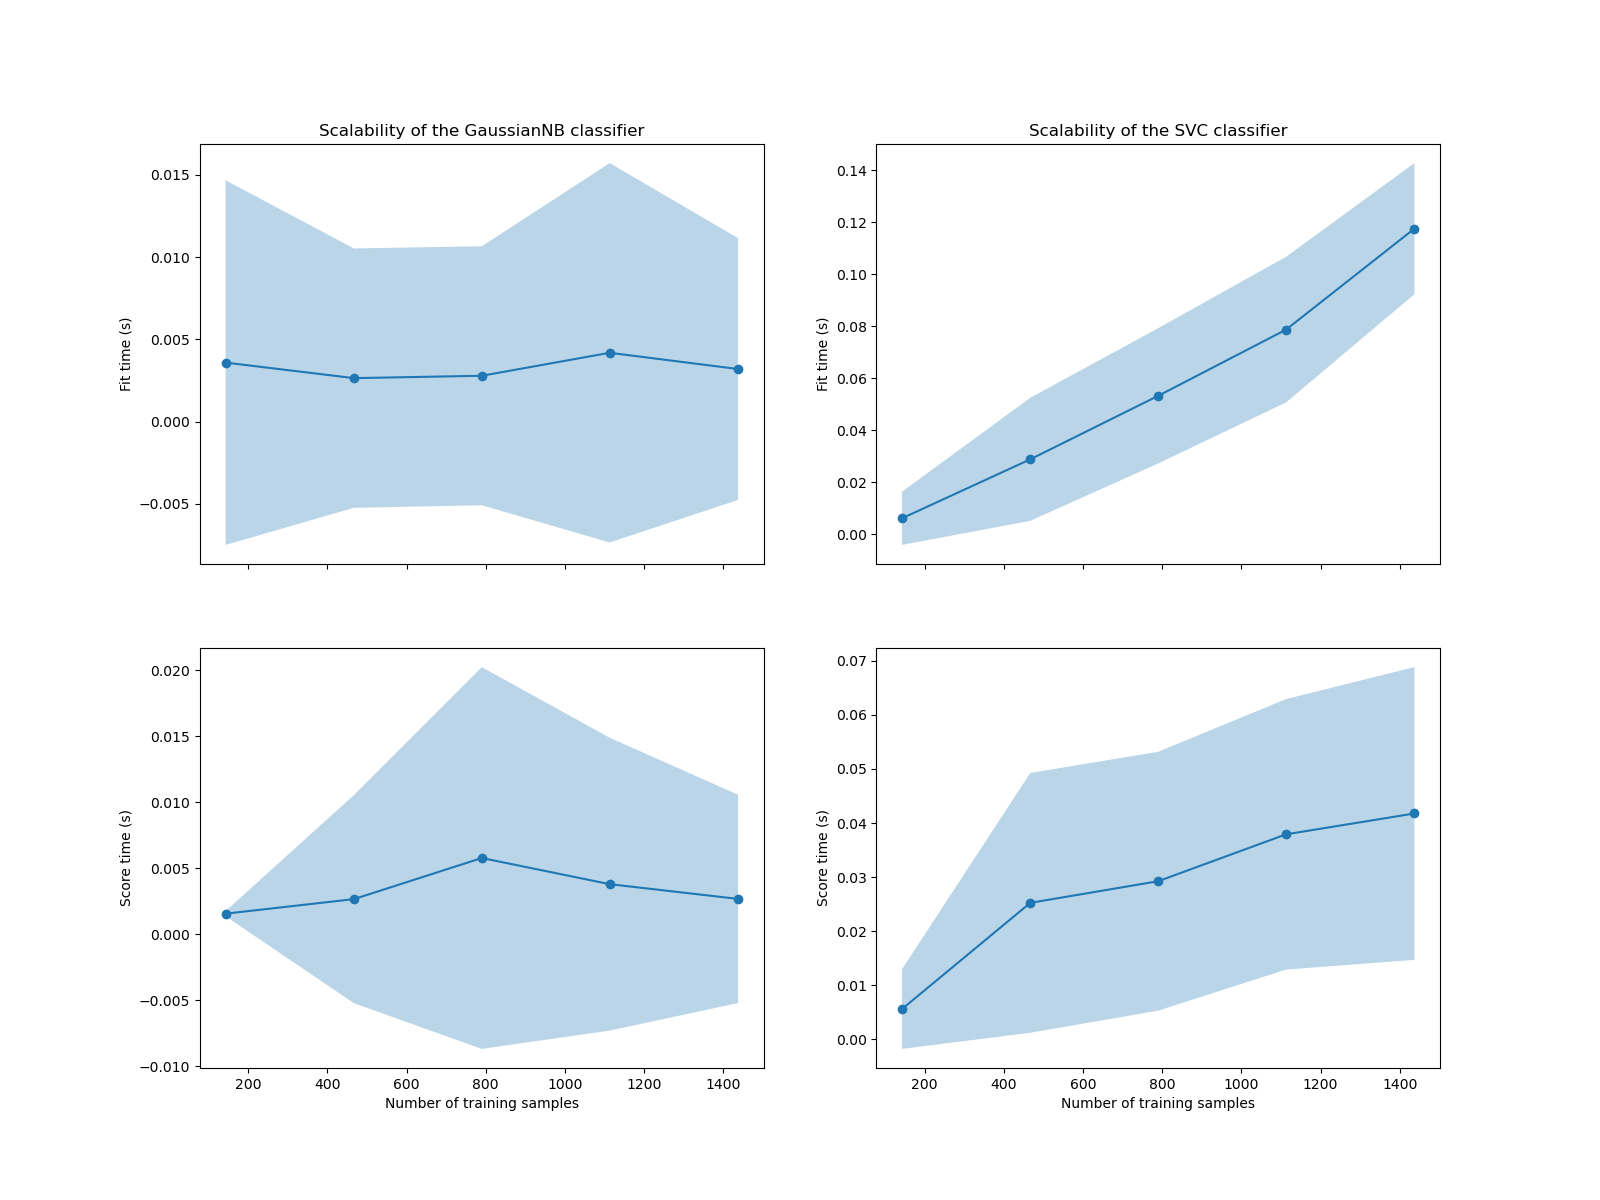 Scalability of the GaussianNB classifier
Scalability of the SVC classifier
Fit time (s)
0.015
0.010
0.005
0.000
−0.005
Fit time (s)
0.14
0.12
0.10
0.08
0.06
0.04
0.02
0.00
Score time (s)
0.020
0.015
0.010
0.005
0.000
−0.005
−0.010
200 400 600 800 1000 1200 1400
Number of training samples
Score time (s)
0.07
0.06
0.05
0.04
0.03
0.02
0.01
0.00
200 400 600 800 1000 1200 1400
Number of training samples